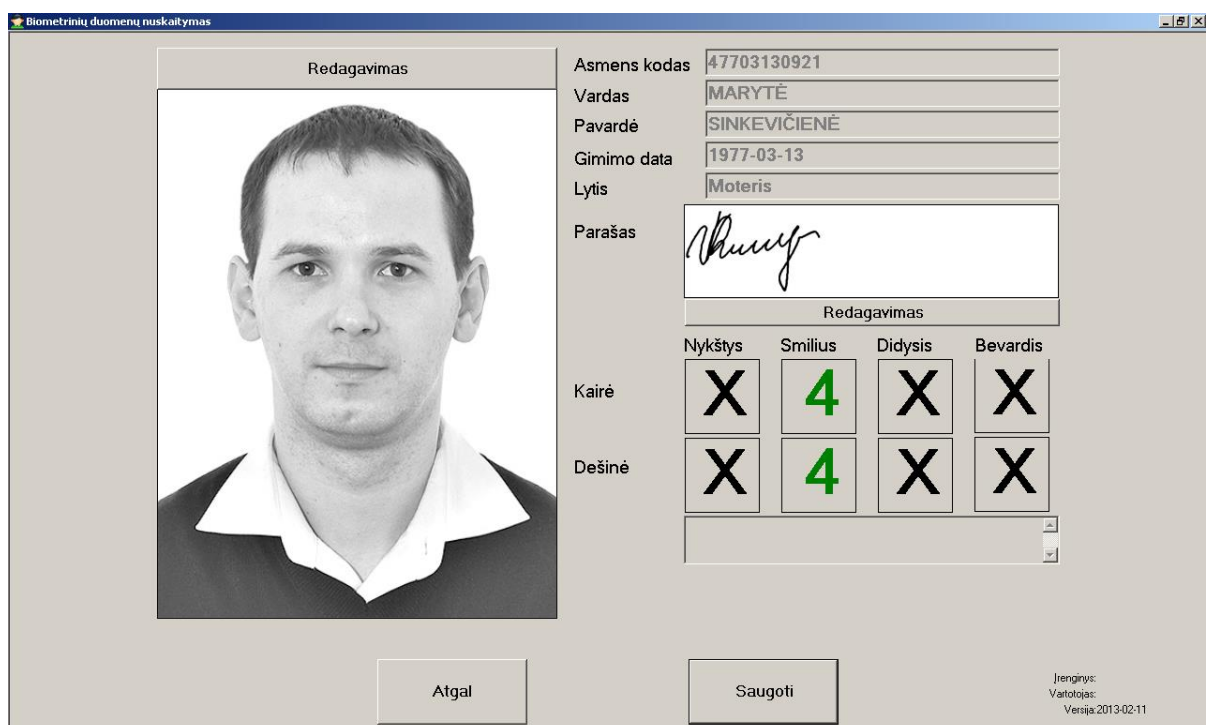 Biometrinių duomenų nuskaitymas
Redagavimas
Asmens kodas 47703130921
Vardas MARYTĖ
Pavardė SINKEVIČIENĖ
Gimimo data 1977-03-13
Lytis Moteris
Parašas
Redagavimas
Nykštys Smilius Didysis Bevardis
Kairė X 4 X X
Dešinė X 4 X X
Atgal Saugoti
Įrenginys:
Vartotojas:
Versija:2013-02-11